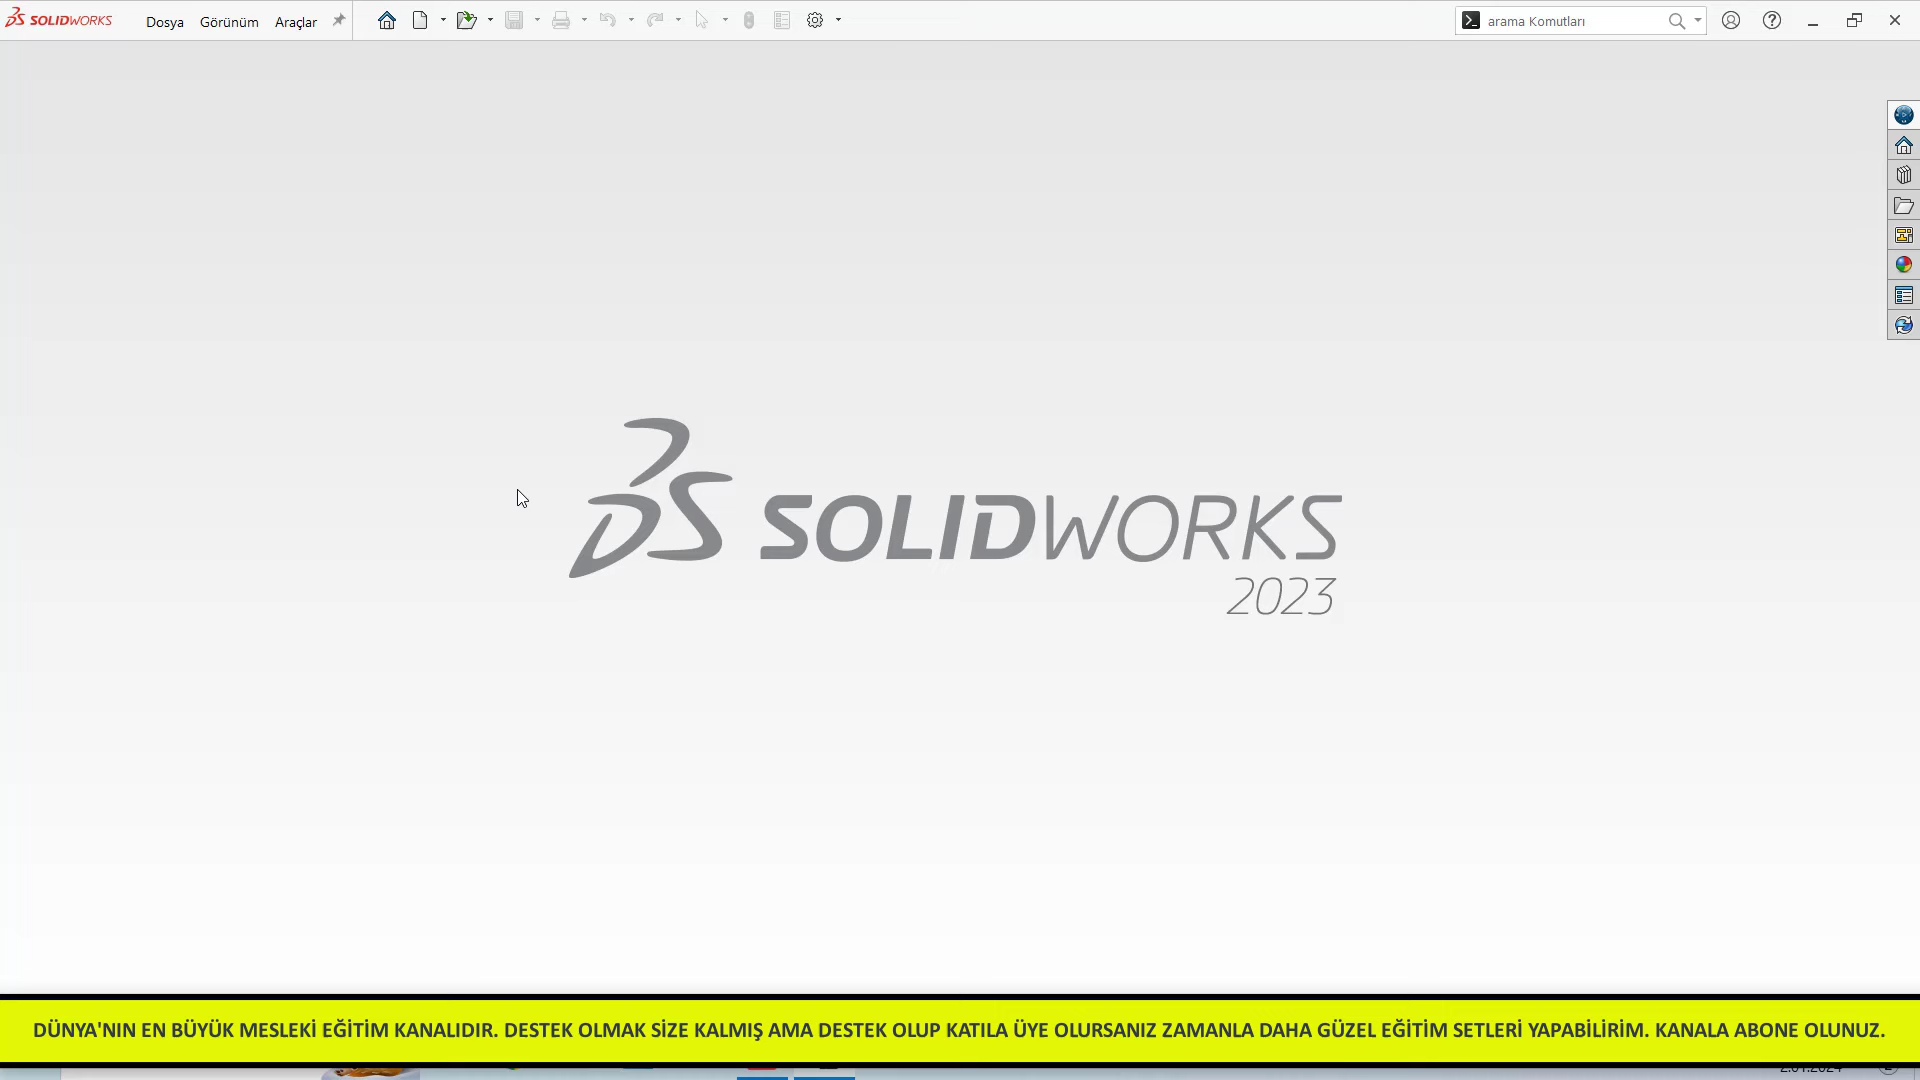 SOLIDWORKS Dosya Görünüm Araçlar arama Komutları
SOLIDWORKS
2023
DÜNYA'NIN EN BÜYÜK MESLEKİ EĞİTİM KANALIDIR. DESTEK OLMAK SİZE KALMIŞ AMA DESTEK OLUP KATILA ÜYE OLURSANIZ ZAMANLA DAHA GÜZEL EĞİTİM SETLERİ YAPABİLİRİM. KANALA ABONE OLUNUZ.